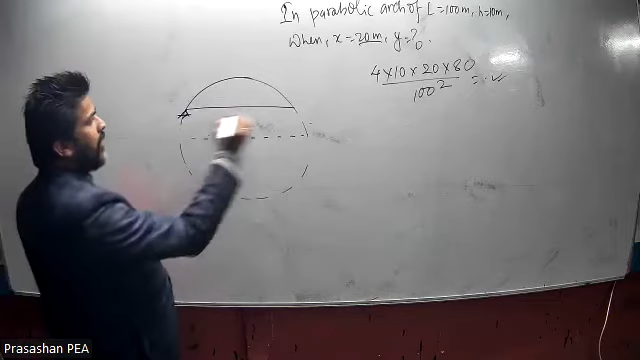 In parabolic arch of L=100m, h=10m,
when, x = 20m, y=?.
4×10×20×80
100² =
Prasashan PEA